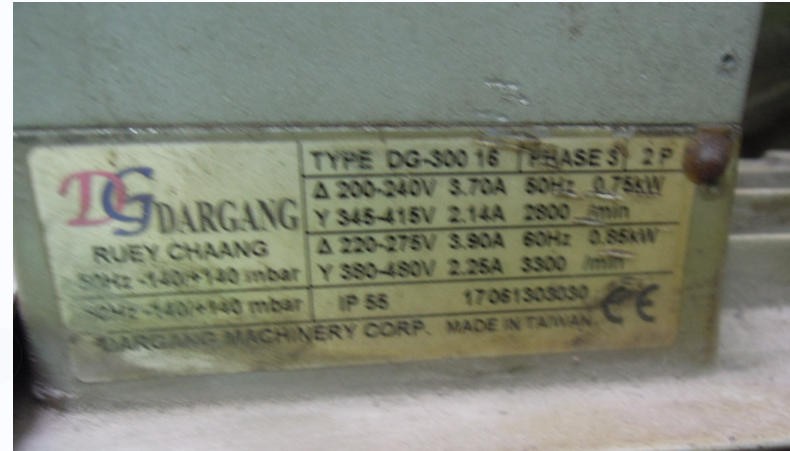 DG DARGANG
RUEY CHAANG
50Hz -140/+140 mbar
60Hz -140/+140 mbar
TYPE DG-300 16 PHASE 3 2 P
Δ 200-240V 3.70A 50Hz 0.75kW
Y 345-415V 2.14A 2800 /min
Δ 220-275V 3.90A 60Hz 0.85kW
Y 380-480V 2.25A 3300 /min
IP 55 17061303030 CE
DARGANG MACHINERY CORP. MADE IN TAIWAN